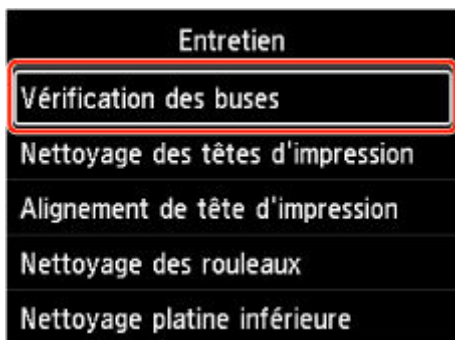 Entretien
Vérification des buses
Nettoyage des têtes d'impression
Alignement de tête d'impression
Nettoyage des rouleaux
Nettoyage platine inférieure